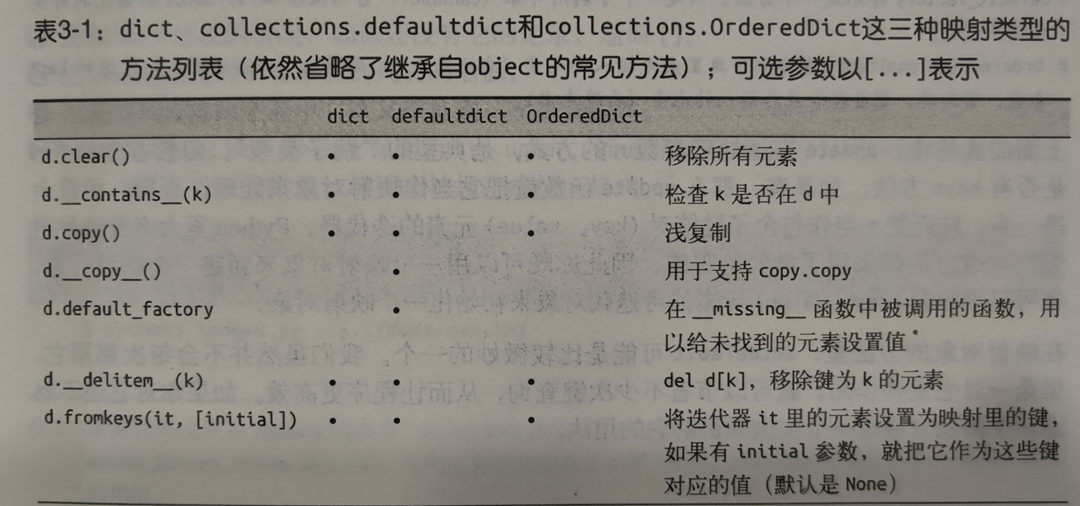 表3-1：dict、collections.defaultdict和collections.OrderedDict这三种映射类型的
方法列表（依然省略了继承自object的常见方法）；可选参数以[...]表示
dict defaultdict OrderedDict
d.clear() • • • 移除所有元素
d.__contains__(k) • • • 检查 k 是否在 d 中
d.copy() • • • 浅复制
d.__copy__() • 用于支持 copy.copy
d.default_factory • 在 __missing__ 函数中被调用的函数，用
以给未找到的元素设置值*
d.__delitem__(k) • • • del d[k]，移除键为 k 的元素
d.fromkeys(it, [initial]) • • • 将迭代器 it 里的元素设置为映射里的键，
如果有 initial 参数，就把它作为这些键
对应的值（默认是 None）